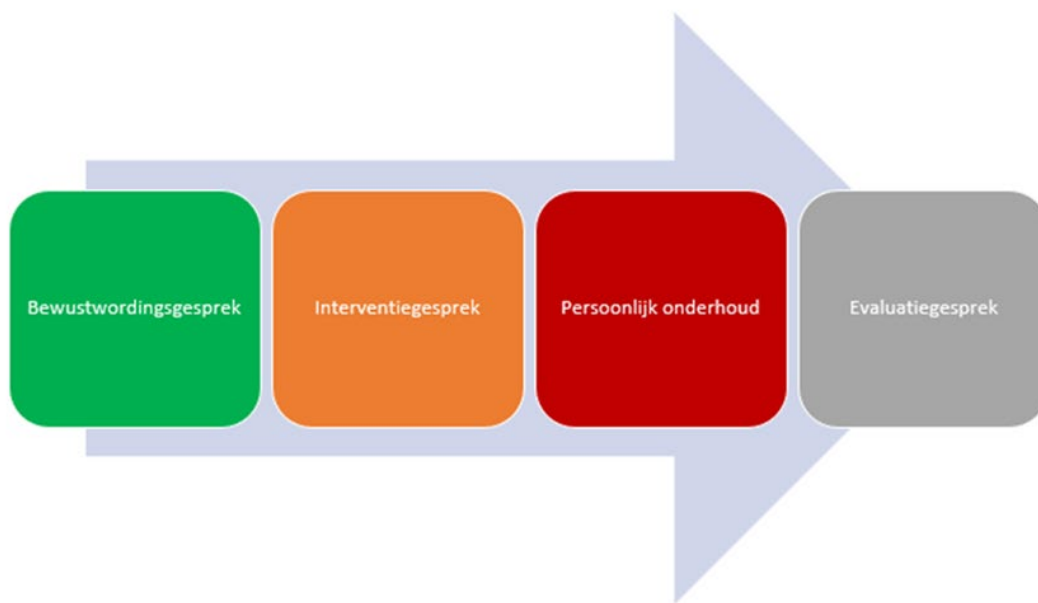 Bewustwordingsgesprek
Interventiegesprek
Persoonlijk onderhoud
Evaluatiegesprek